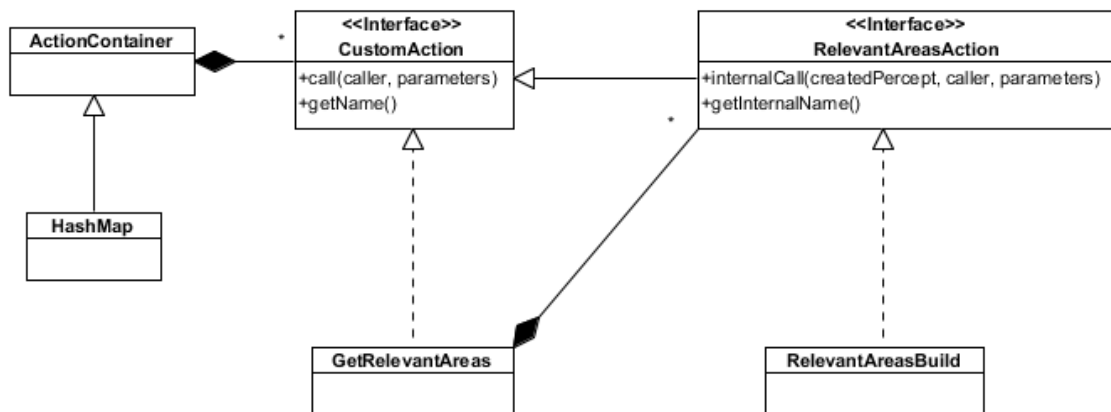 ActionContainer
*
<<Interface>>
CustomAction
+call(caller, parameters)
+getName()
<<Interface>>
RelevantAreasAction
+internalCall(createdPercept, caller, parameters)
+getInternalName()
*
HashMap
GetRelevantAreas
RelevantAreasBuild